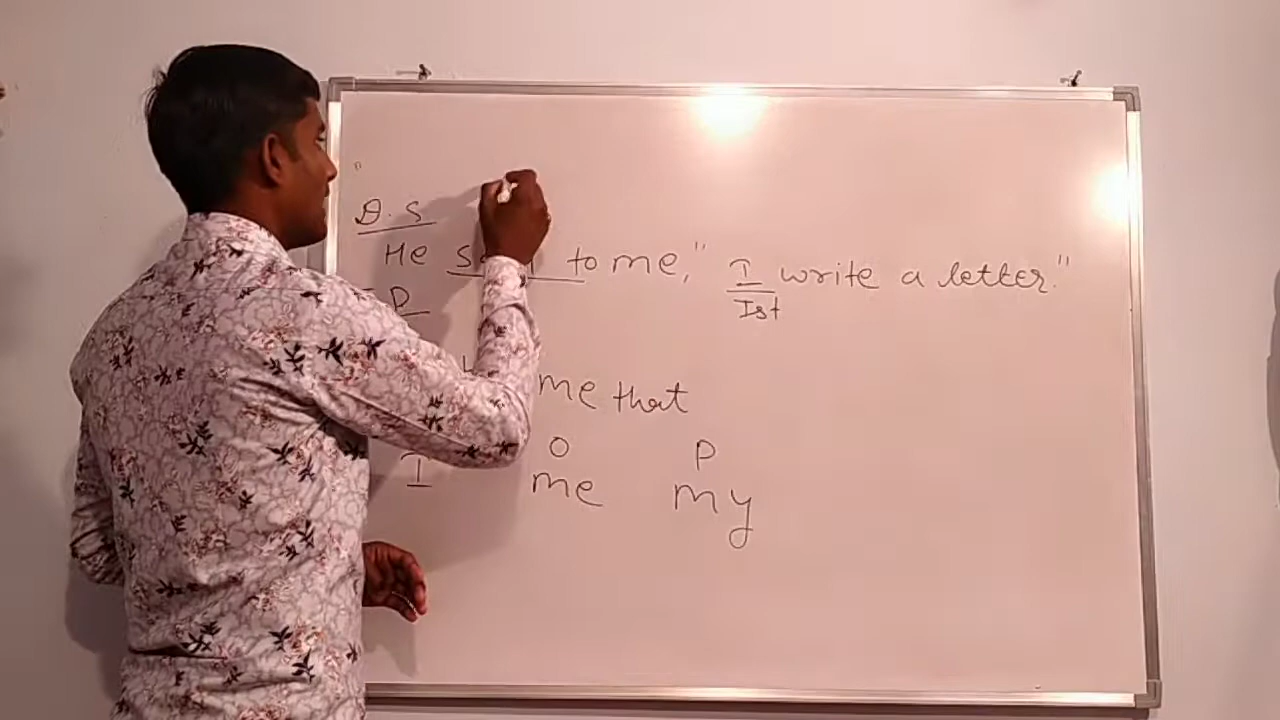 D.S
He to me," I write a letter."
Ist
D
me that
O P
I me my